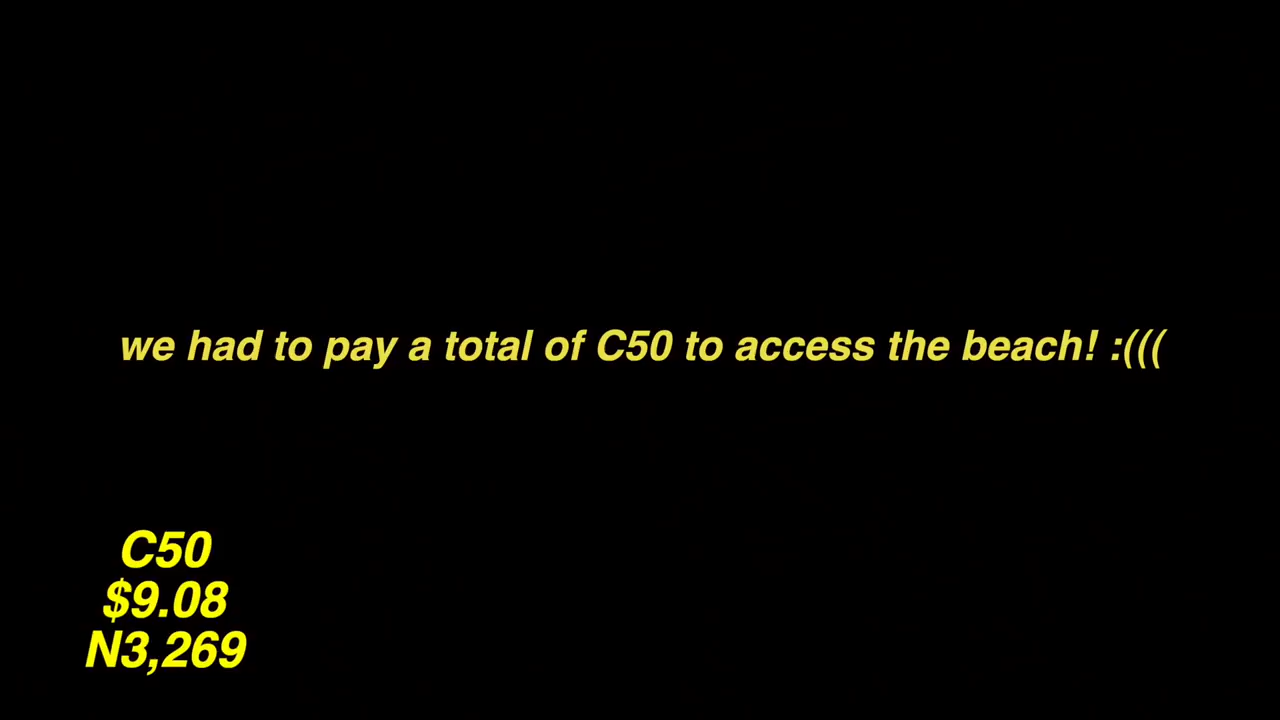 we had to pay a total of C50 to access the beach! :(((
C50
$9.08
N3,269